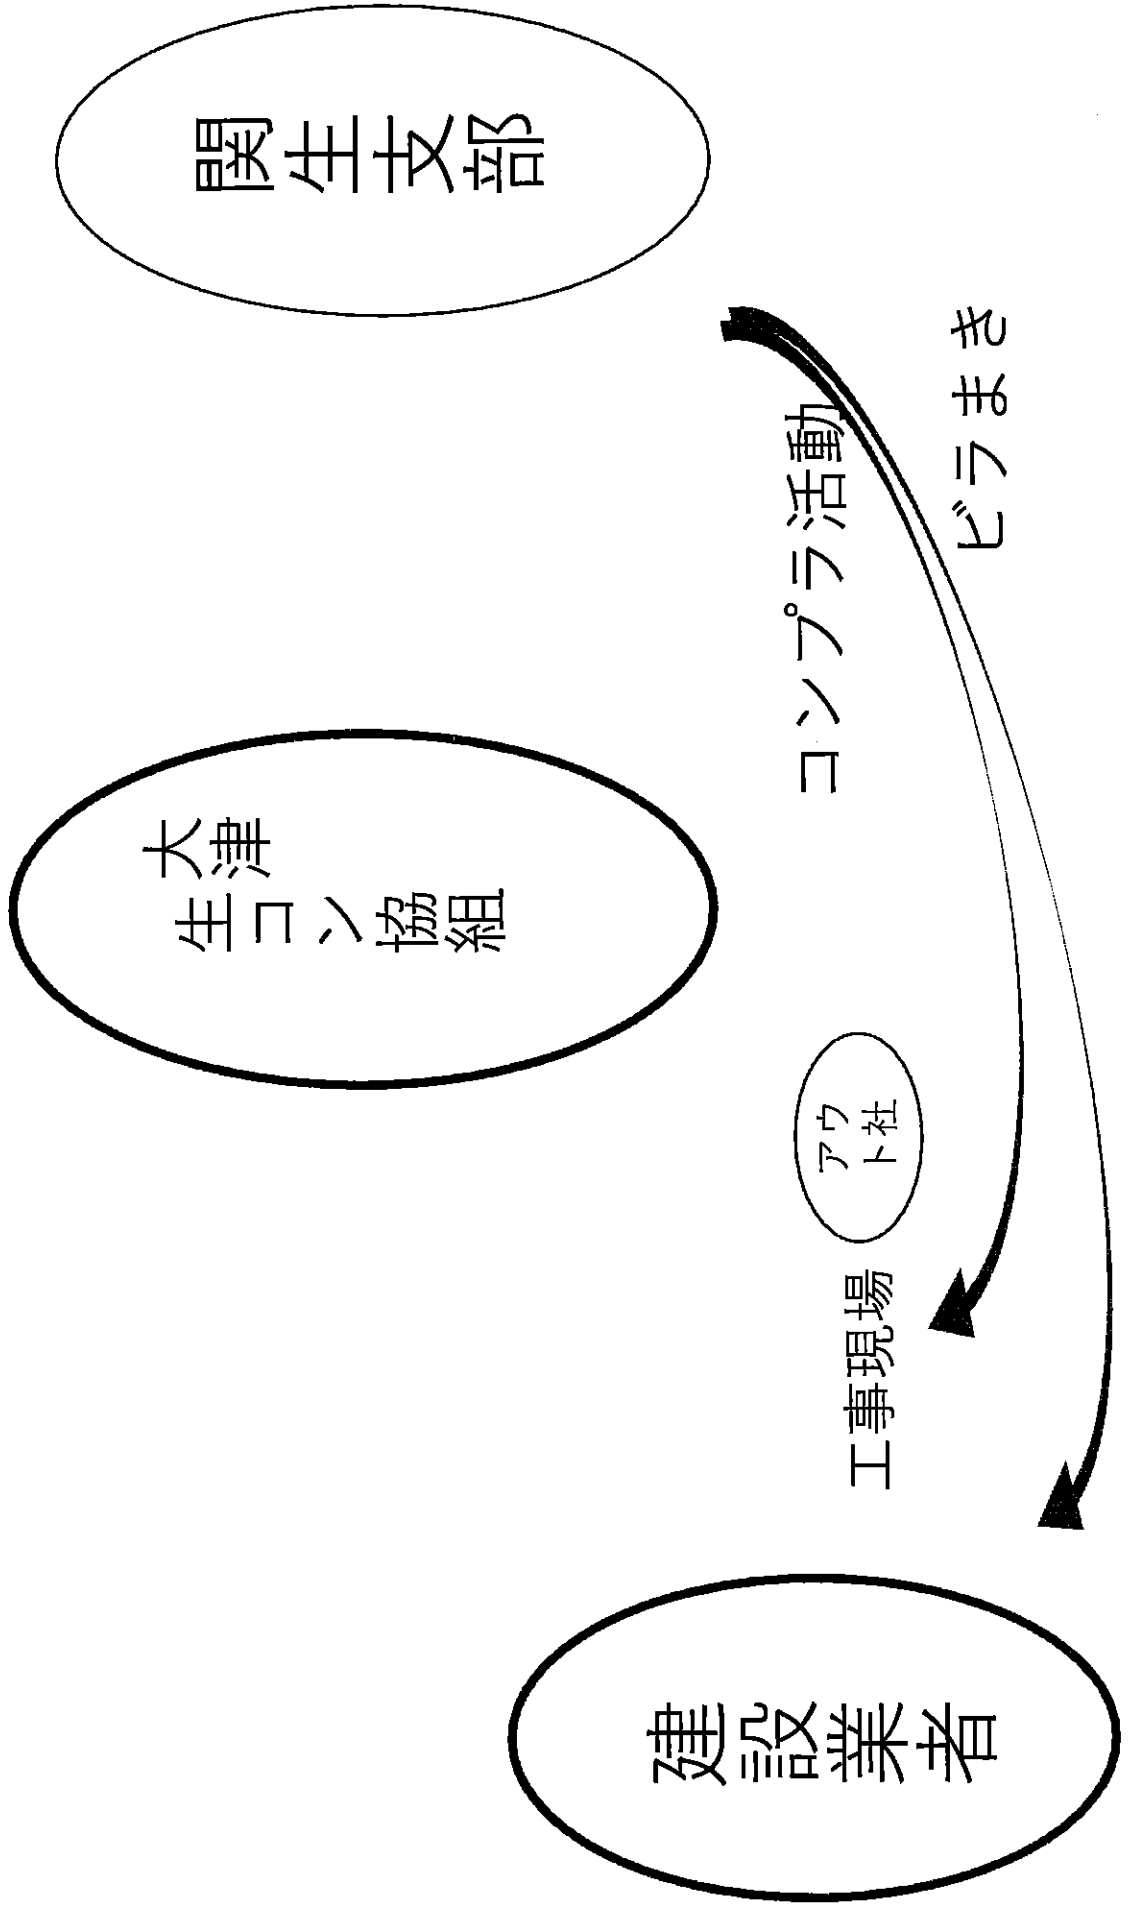 関生支部
大津
生コン協組
コンプラ活動
ビラまき
アウ
ト社
工事現場
建設業者